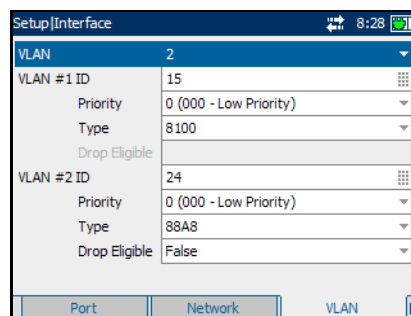 Setup|Interface 8:28
VLAN 2
VLAN #1 ID 15
Priority 0 (000 - Low Priority)
Type 8100
Drop Eligible
VLAN #2 ID 24
Priority 0 (000 - Low Priority)
Type 88A8
Drop Eligible False
Port Network VLAN